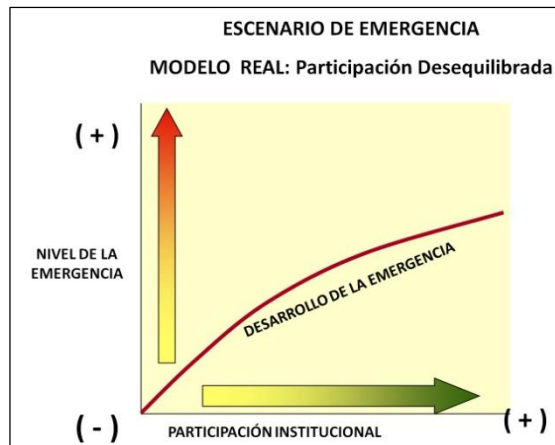 ESCENARIO DE EMERGENCIA
MODELO REAL: Participación Desequilibrada
( + )
NIVEL DE LA
EMERGENCIA
DESARROLLO DE LA EMERGENCIA
( - )
PARTICIPACIÓN INSTITUCIONAL
( + )